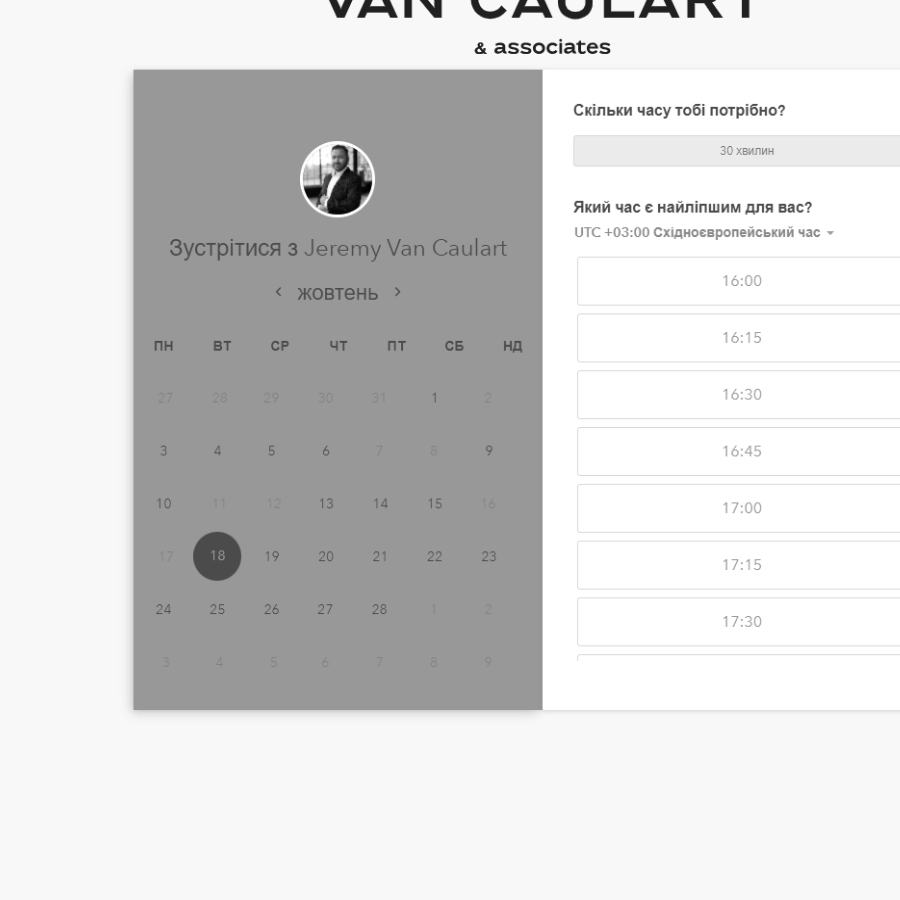 VAN CAULART
& associates
Зустрітися з Jeremy Van Caulart
жовтень
ПН ВТ СР ЧТ ПТ СБ НД
27 28 29 30 31 1 2
3 4 5 6 7 8 9
10 11 12 13 14 15 16
17 18 19 20 21 22 23
24 25 26 27 28 1 2
3 4 5 6 7 8 9
Скільки часу тобі потрібно?
30 хвилин
Який час є найліпшим для вас?
UTC +03:00 Східноєвропейський час
16:00
16:15
16:30
16:45
17:00
17:15
17:30